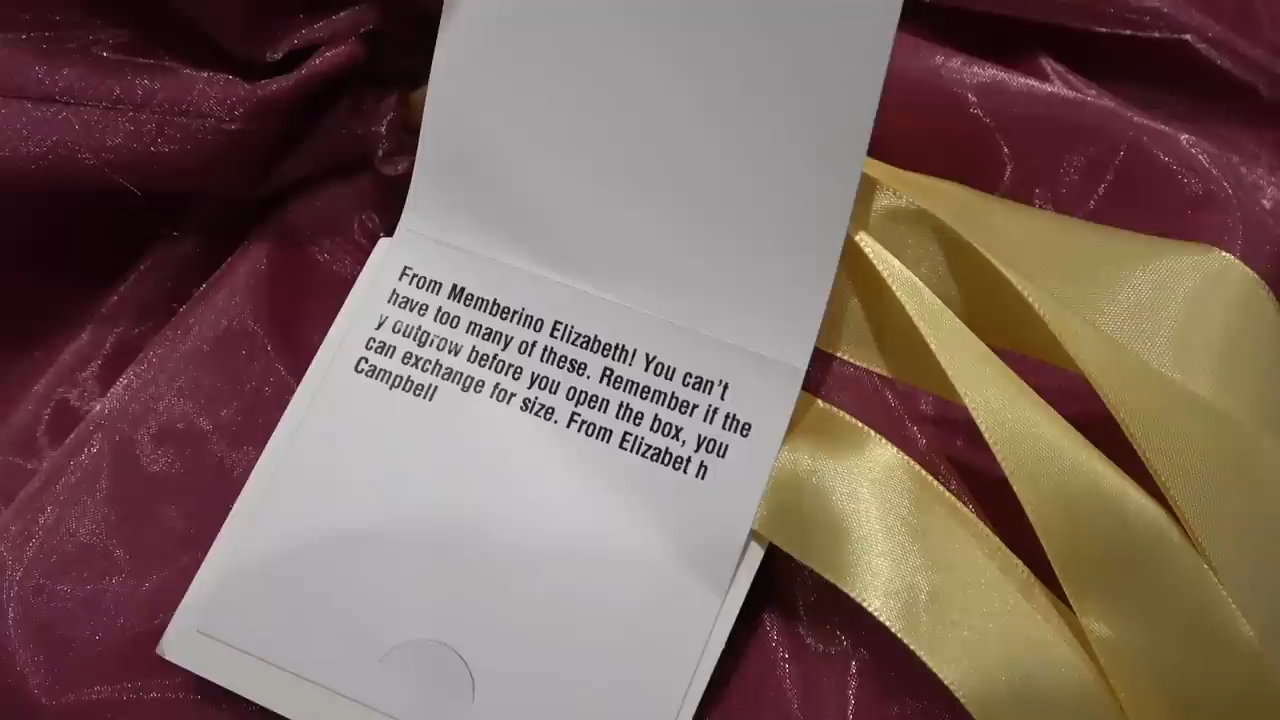 From Memberino Elizabeth! You can't
have too many of these. Remember if the
y outgrow before you open the box, you
can exchange for size. From Elizabet h
Campbell